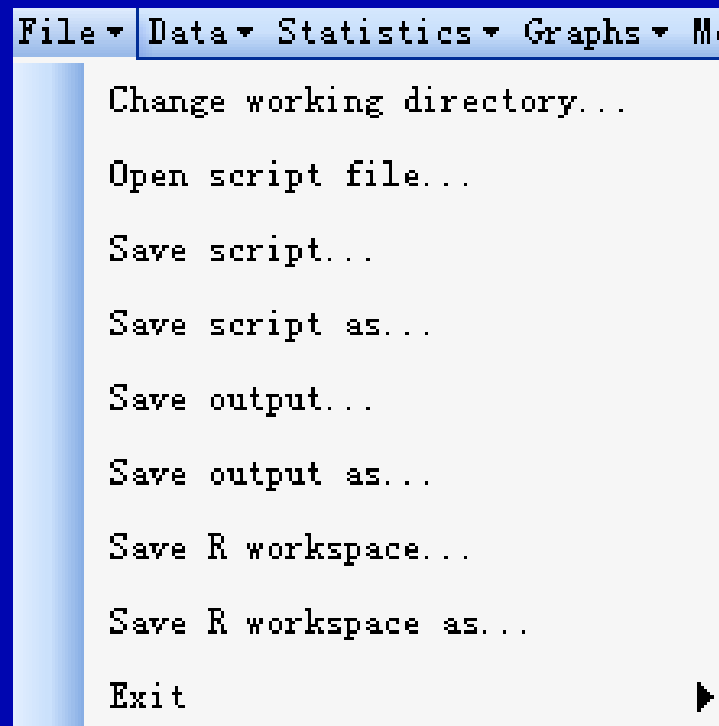 File Data Statistics Graphs
Change working directory...
Open script file...
Save script...
Save script as...
Save output...
Save output as...
Save R workspace...
Save R workspace as...
Exit